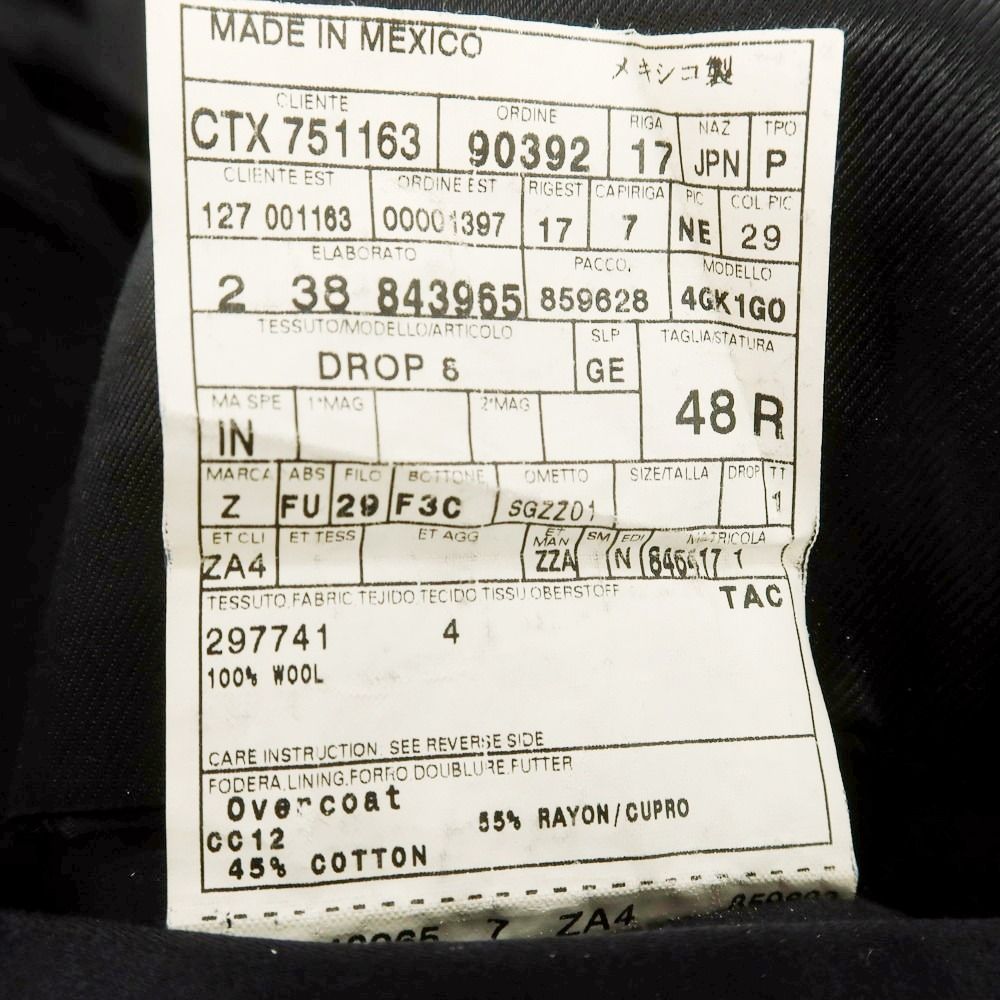 MADE IN MEXICO
メキシコ製
CLIENTE ORDINE RIGA NAZ TPO
CTX 751163 90392 17 JPN P
CLIENTE EST ORDINE EST RIGEST CAPIRIGA PIC COL PIC
127 001163 00001397 17 7 NE 29
ELABORATO PACCO. MODELLO
2 38 843965 859628 4GK1G0
TESSUTO/MODELLO/ARTICOLO SLP TAGLIA/STATURA
DROP 8 GE 48 R
MA SPE 1°MAG 2°MAG
IN
MARCA ABS FILO BOTTONE OMETTO SIZE/TALLA DROP TT
Z FU 29 F3C SGZZ01 1
ET CLI ET TESS ET AGG ET MAN SM EDI MATRICOLA
ZA4 ZZA N 1
TESSUTO,FABRIC,TEJIDO,TECIDO,TISSU,OBERSTOFF TAC
297741 4
100% WOOL
CARE INSTRUCTION: SEE REVERSE SIDE
FODERA,LINING,FORRO,DOUBLURE,FUTTER
Overcoat
CC12 55% RAYON/CUPRO
45% COTTON
7 ZA4